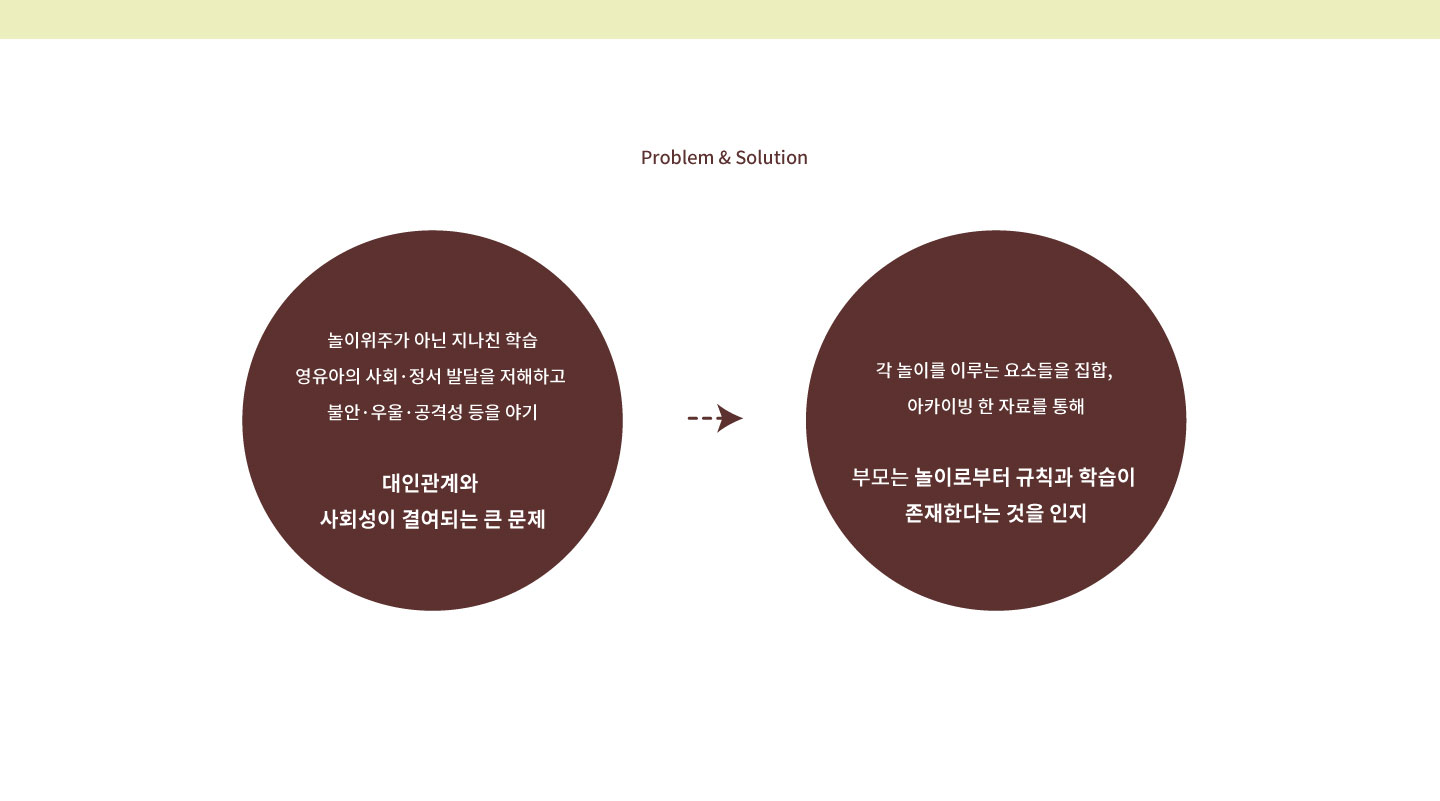 Problem & Solution
놀이위주가 아닌 지나친 학습
영유아의 사회·정서 발달을 저해하고
불안·우울·공격성 등을 야기
대인관계와
사회성이 결여되는 큰 문제
각 놀이를 이루는 요소들을 집합,
아카이빙 한 자료를 통해
부모는 놀이로부터 규칙과 학습이
존재한다는 것을 인지